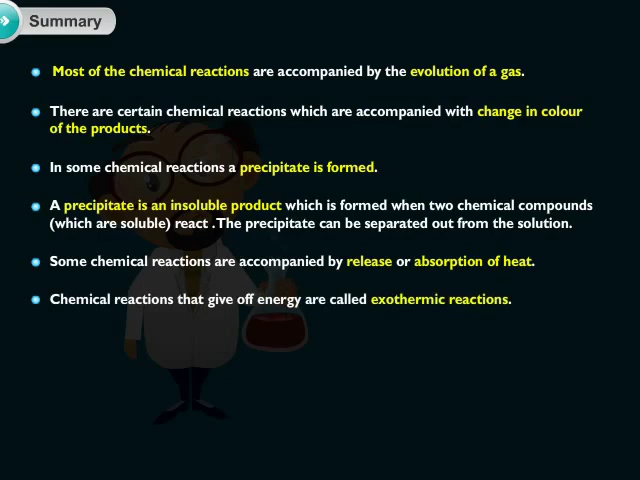 Summary
Most of the chemical reactions are accompanied by the evolution of a gas.
There are certain chemical reactions which are accompanied with change in colour
of the products.
In some chemical reactions a precipitate is formed.
A precipitate is an insoluble product which is formed when two chemical compounds
(which are soluble) react .The precipitate can be separated out from the solution.
Some chemical reactions are accompanied by release or absorption of heat.
Chemical reactions that give off energy are called exothermic reactions.